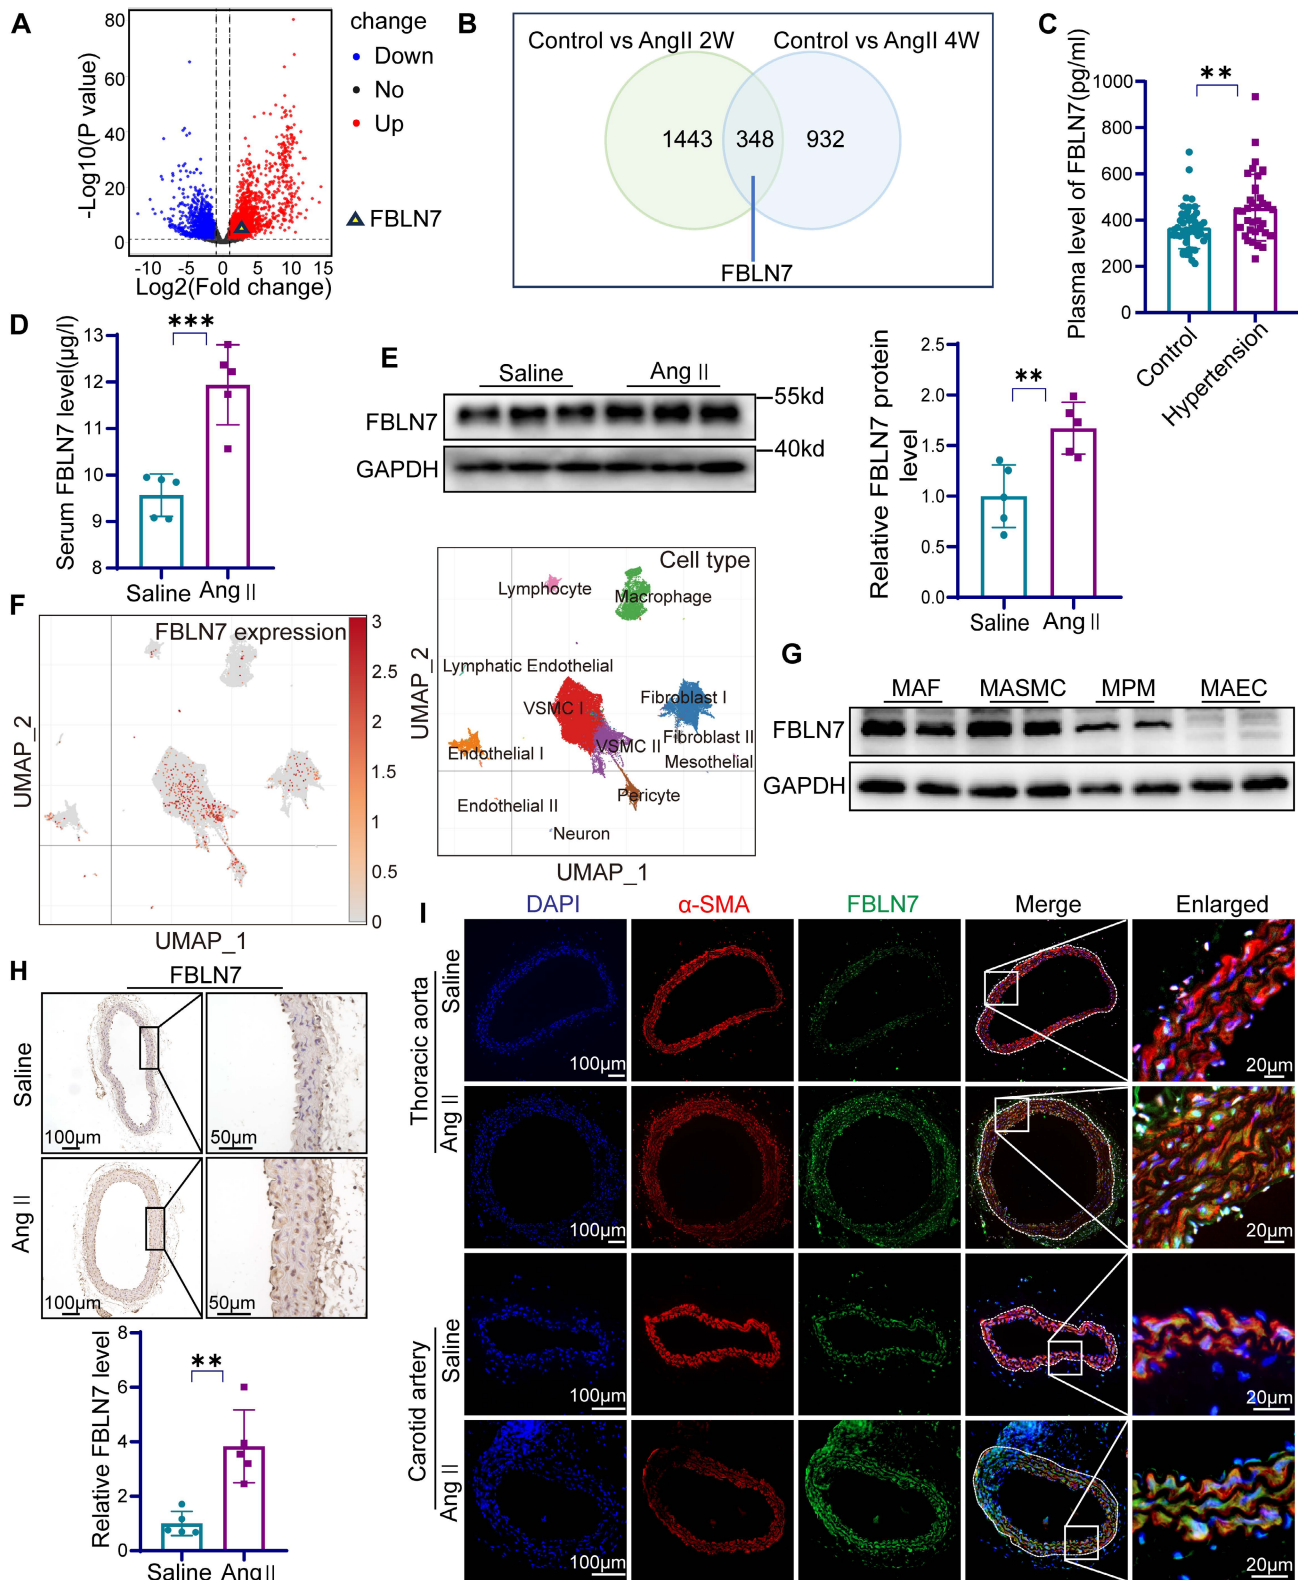 A
80
60
40
20
0
-Log10(P value)
-10 -5 0 5 10 15
Log2(Fold change)
change
Down
No
Up
FBLN7
B
Control vs AngII 2W
Control vs AngII 4W
1443
348
932
FBLN7
C
Plasma level of FBLN7(pg/ml)
1000
800
600
400
200
0
**
Control
Hypertension
D
Serum FBLN7 level(µg/l)
13
12
11
10
9
8
***
Saline
Ang II
E
Saline
Ang II
FBLN7
GAPDH
55kd
40kd
Relative FBLN7 protein
level
2.5
2.0
1.5
1.0
0.5
0.0
**
Saline
Ang II
F
FBLN7 expression
3
2.5
2
1.5
1
0.5
0
UMAP_2
UMAP_1
Cell type
Lymphocyte
Macrophage
Lymphatic Endothelial
VSMC I
Fibroblast I
VSMC II
Fibroblast II
Endothelial I
Mesothelial
Pericyte
Endothelial II
Neuron
UMAP_2
UMAP_1
G
MAF
MASMC
MPM
MAEC
FBLN7
GAPDH
H
FBLN7
Saline
100µm
50µm
Ang II
100µm
50µm
Relative FBLN7 level
8
6
4
2
0
**
Saline
Ang II
I
DAPI
α-SMA
FBLN7
Merge
Enlarged
Thoracic aorta
Saline
100µm
20µm
Ang II
100µm
20µm
Carotid artery
Saline
100µm
20µm
Ang II
100µm
20µm